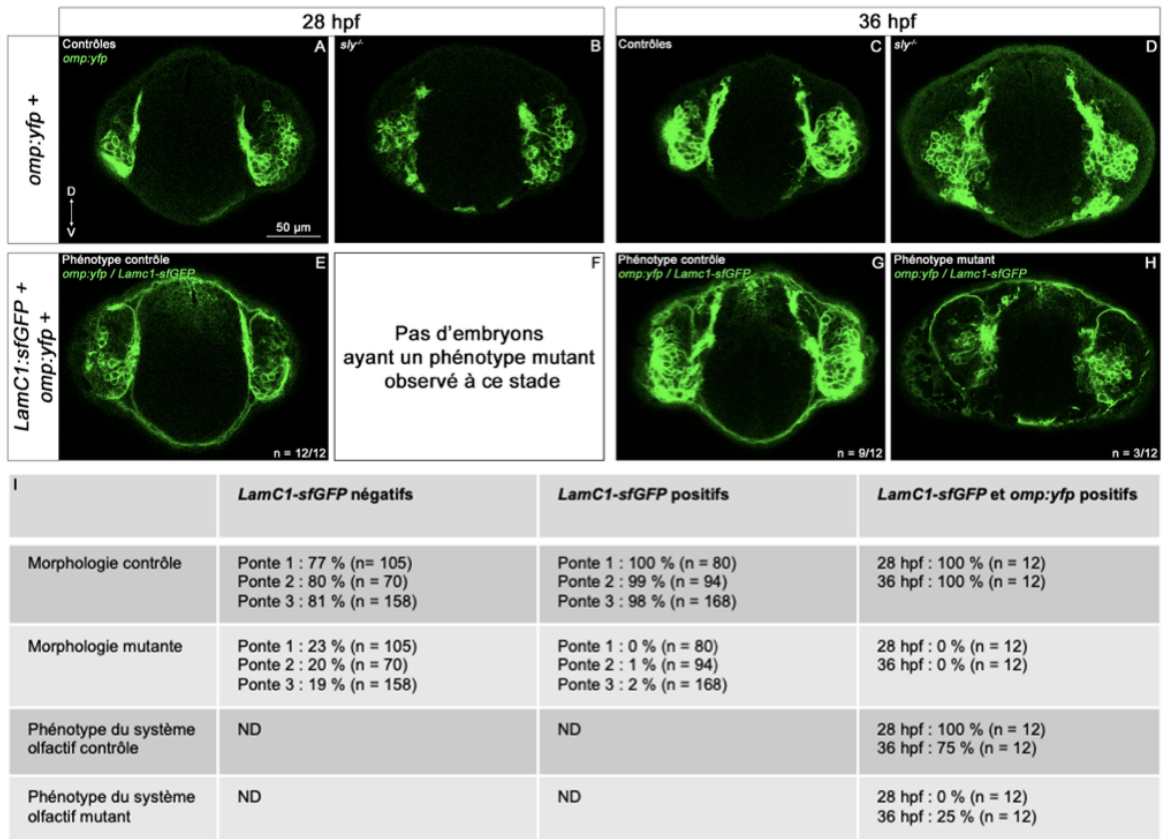 28 hpf
36 hpf
omp:yfp +
Contrôles
omp:yfp
A
D
V
50 µm
sly-/-
B
Contrôles
C
sly-/-
D
LamC1:sfGFP +
omp:yfp +
Phénotype contrôle
omp:yfp / Lamc1-sfGFP
E
n = 12/12
F
Pas d'embryons
ayant un phénotype mutant
observé à ce stade
Phénotype contrôle
omp:yfp / Lamc1-sfGFP
G
n = 9/12
Phénotype mutant
omp:yfp / Lamc1-sfGFP
H
n = 3/12
I
LamC1-sfGFP négatifs
LamC1-sfGFP positifs
LamC1-sfGFP et omp:yfp positifs
Morphologie contrôle
Ponte 1 : 77 % (n= 105)
Ponte 2 : 80 % (n = 70)
Ponte 3 : 81 % (n = 158)
Ponte 1 : 100 % (n = 80)
Ponte 2 : 99 % (n = 94)
Ponte 3 : 98 % (n = 168)
28 hpf : 100 % (n = 12)
36 hpf : 100 % (n = 12)
Morphologie mutante
Ponte 1 : 23 % (n = 105)
Ponte 2 : 20 % (n = 70)
Ponte 3 : 19 % (n = 158)
Ponte 1 : 0 % (n = 80)
Ponte 2 : 1 % (n = 94)
Ponte 3 : 2 % (n = 168)
28 hpf : 0 % (n = 12)
36 hpf : 0 % (n = 12)
Phénotype du système
olfactif contrôle
ND
ND
28 hpf : 100 % (n = 12)
36 hpf : 75 % (n = 12)
Phénotype du système
olfactif mutant
ND
ND
28 hpf : 0 % (n = 12)
36 hpf : 25 % (n = 12)